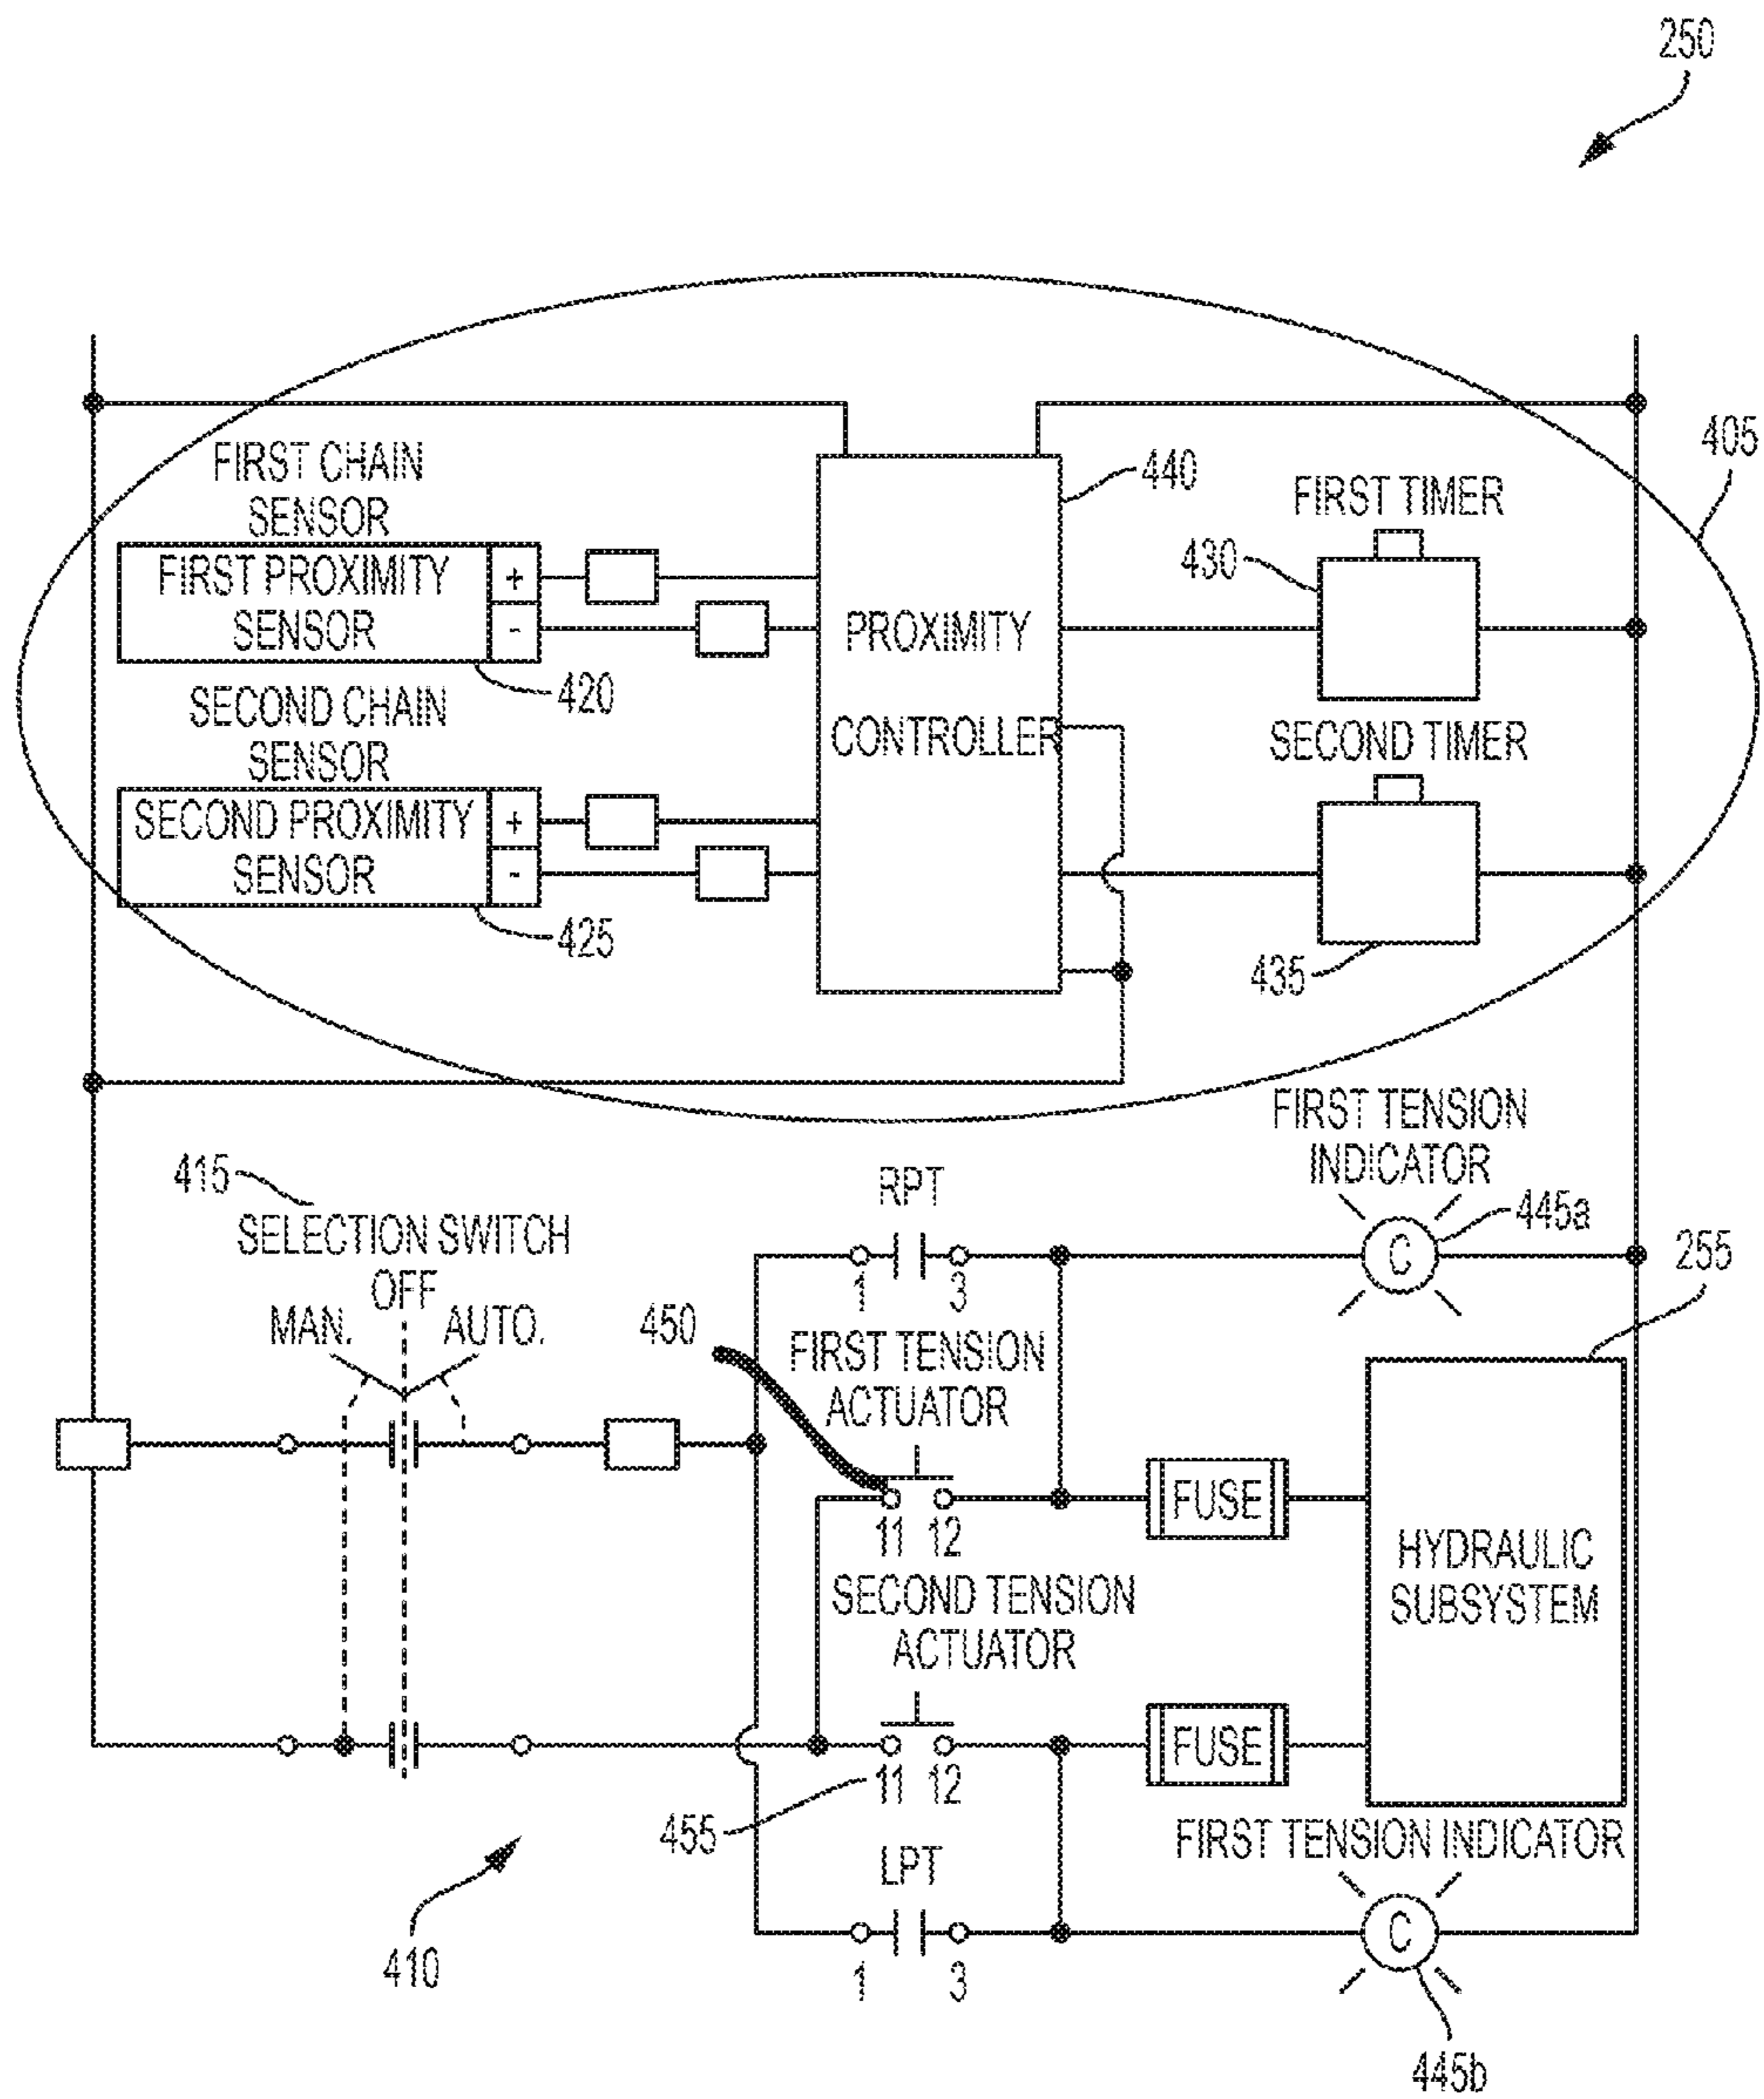 250
405
FIRST CHAIN
SENSOR
FIRST PROXIMITY
SENSOR
+
-
420
SECOND CHAIN
SENSOR
SECOND PROXIMITY
SENSOR
+
-
425
440
PROXIMITY
CONTROLLER
FIRST TIMER
430
SECOND TIMER
435
415
SELECTION SWITCH
OFF
MAN.
AUTO.
RPT
1
3
FIRST TENSION
INDICATOR
C
445a
255
450
FIRST TENSION
ACTUATOR
11
12
FUSE
HYDRAULIC
SUBSYSTEM
SECOND TENSION
ACTUATOR
11
12
FUSE
455
LPT
1
3
FIRST TENSION INDICATOR
C
445b
410